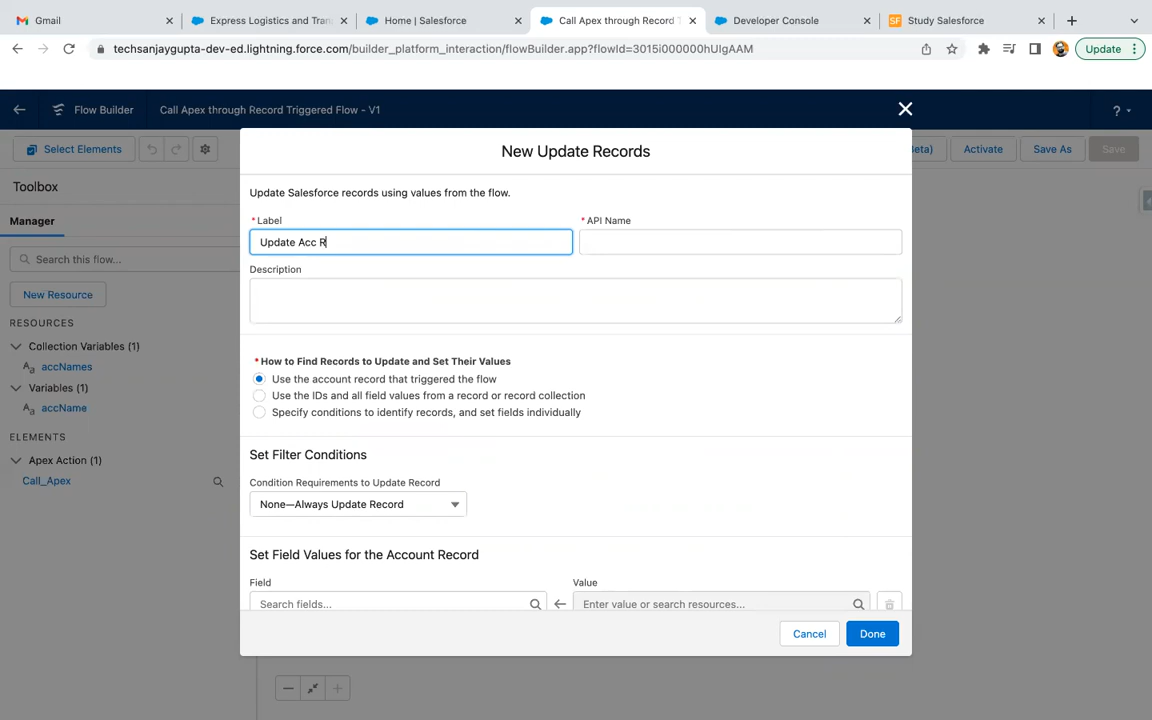 Gmail
Express Logistics and Tran
Home | Salesforce
Call Apex through Record T
Developer Console
SF Study Salesforce
techsanjaygupta-dev-ed.lightning.force.com/builder_platform_interaction/flowBuilder.app?flowId=3015i000000hUIgAAM
Update
Flow Builder
Call Apex through Record Triggered Flow - V1
?
Select Elements
eta)
Activate
Save As
Save
Toolbox
Manager
Search this flow...
New Resource
RESOURCES
Collection Variables (1)
accNames
Variables (1)
accName
ELEMENTS
Apex Action (1)
Call_Apex
New Update Records
Update Salesforce records using values from the flow.
* Label
* API Name
Update Acc R
Description
* How to Find Records to Update and Set Their Values
Use the account record that triggered the flow
Use the IDs and all field values from a record or record collection
Specify conditions to identify records, and set fields individually
Set Filter Conditions
Condition Requirements to Update Record
None—Always Update Record
Set Field Values for the Account Record
Field
Value
Search fields...
Enter value or search resources...
Cancel
Done